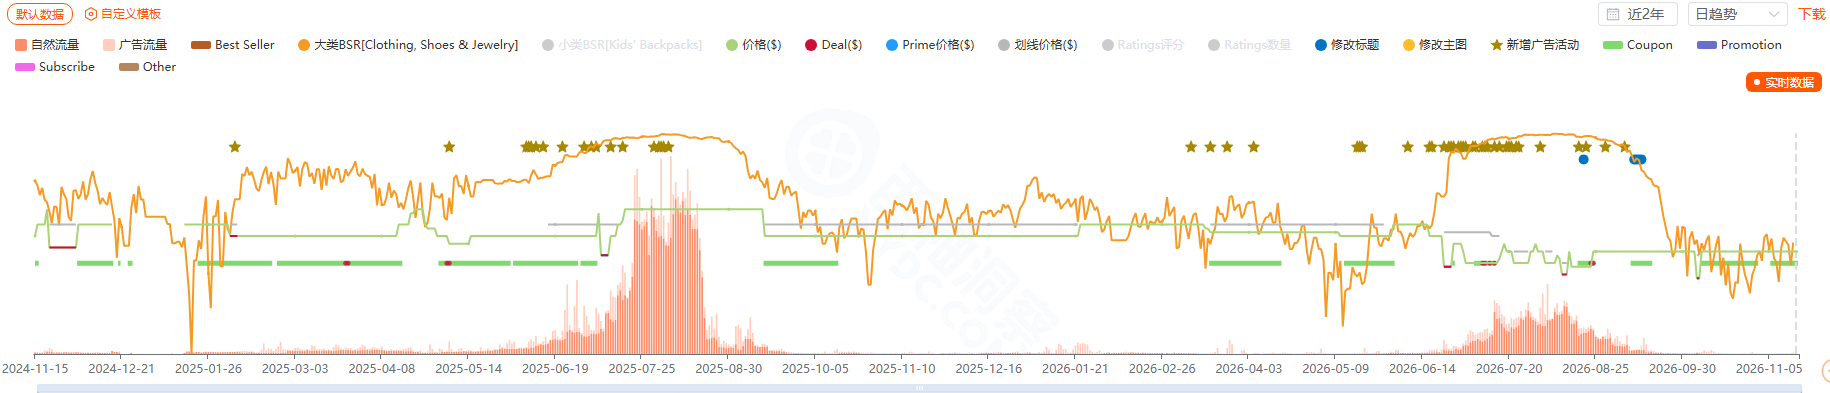 默认数据 自定义模板 近2年 日趋势 下载
自然流量 广告流量 Best Seller 大类BSR[Clothing, Shoes & Jewelry] 小类BSR[Kids' Backpacks] 价格($) Deal($) Prime价格($) 划线价格($) Ratings评分 Ratings数量 修改标题 修改主图 新增广告活动 Coupon Promotion
Subscribe Other
实时数据
2024-11-15 2024-12-21 2025-01-26 2025-03-03 2025-04-08 2025-05-14 2025-06-19 2025-07-25 2025-08-30 2025-10-05 2025-11-10 2025-12-16 2026-01-21 2026-02-26 2026-04-03 2026-05-09 2026-06-14 2026-07-20 2026-08-25 2026-09-30 2026-11-05